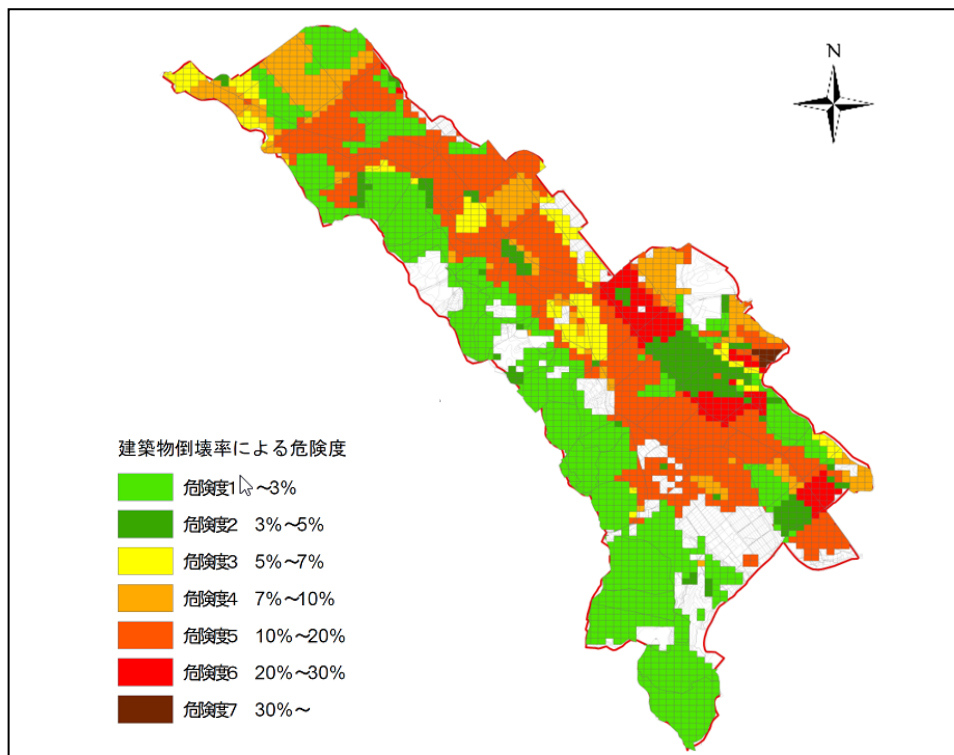 N
建築物倒壊率による危険度
危険度1 ～3%
危険度2 3%～5%
危険度3 5%～7%
危険度4 7%～10%
危険度5 10%～20%
危険度6 20%～30%
危険度7 30%～